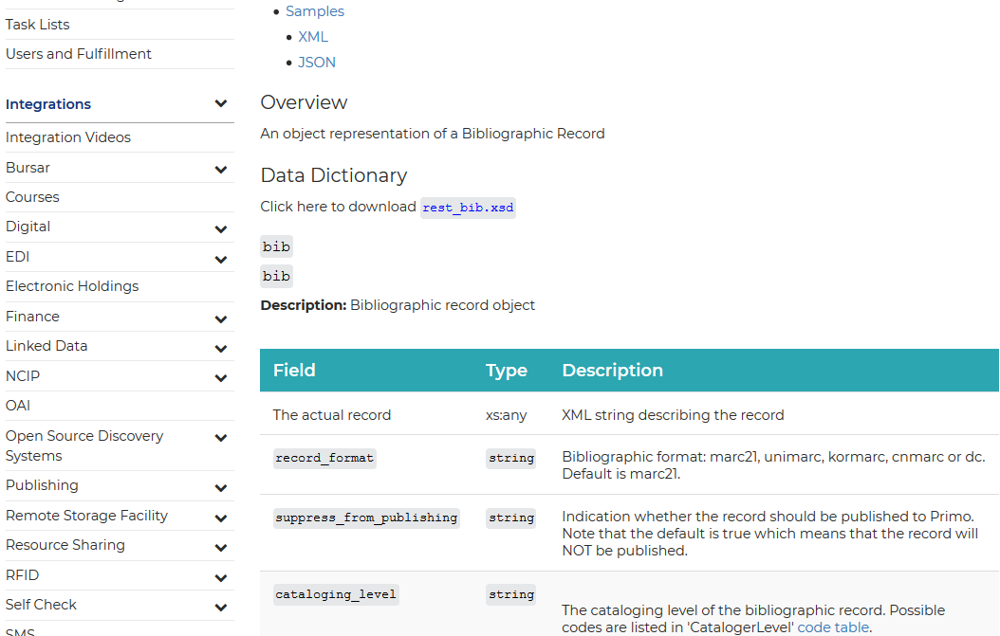 Task Lists
Users and Fulfillment
Integrations
Integration Videos
Bursar
Courses
Digital
EDI
Electronic Holdings
Finance
Linked Data
NCIP
OAI
Open Source Discovery
Systems
Publishing
Remote Storage Facility
Resource Sharing
RFID
Self Check
SMS
Samples
XML
JSON
Overview
An object representation of a Bibliographic Record
Data Dictionary
Click here to download rest_bib.xsd
bib
bib
Description: Bibliographic record object
Field Type Description
The actual record xs:any XML string describing the record
record_format string Bibliographic format: marc21, unimarc, kormarc, cnmarc or dc.
Default is marc21.
suppress_from_publishing string Indication whether the record should be published to Primo.
Note that the default is true which means that the record will
NOT be published.
cataloging_level string
The cataloging level of the bibliographic record. Possible
codes are listed in 'CatalogerLevel' code table.